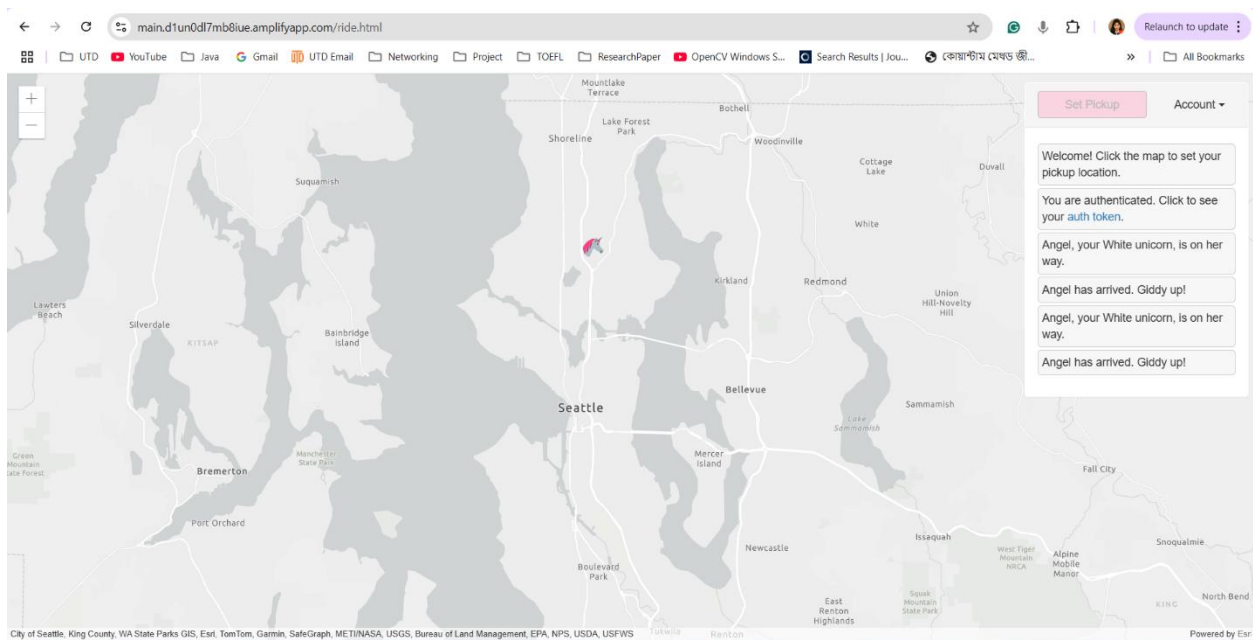 main.d1un0dl7mb8iue.amplifyapp.com/ride.html
Relaunch to update
UTD
YouTube
Java
Gmail
UTD Email
Networking
Project
TOEFL
ResearchPaper
OpenCV Windows S...
Search Results | Jou...
কোয়ান্টাম মেথড জী...
»
All Bookmarks
+
−
Set Pickup
Account
Welcome! Click the map to set your
pickup location.
You are authenticated. Click to see
your auth token.
Angel, your White unicorn, is on her
way.
Angel has arrived. Giddy up!
Angel, your White unicorn, is on her
way.
Angel has arrived. Giddy up!
Mountlake
Terrace
Bothell
Lake Forest
Park
Shoreline
Woodinville
Cottage
Lake
Duvall
Suquamish
White
Kirkland
Redmond
Union
Hill-Novelty
Hill
Lawters
Beach
Silverdale
KITSAP
Bainbridge
Island
Bellevue
Seattle
Sammamish
Lake
Sammamish
Green
Mountain
State Forest
Manchester
State Park
Mercer
Island
Bremerton
Fall City
Port Orchard
Issaquah
Newcastle
West Tiger
Mountain
NRCA
Alpine
Mobile
Manor
Snoqualmie
Boulevard
Park
Squak
Mountain
State Park
East
Renton
Highlands
KING
North Bend
Tukwila
Renton
City of Seattle, King County, WA State Parks GIS, Esri, TomTom, Garmin, SafeGraph, METI/NASA, USGS, Bureau of Land Management, EPA, NPS, USDA, USFWS
Powered by Esri